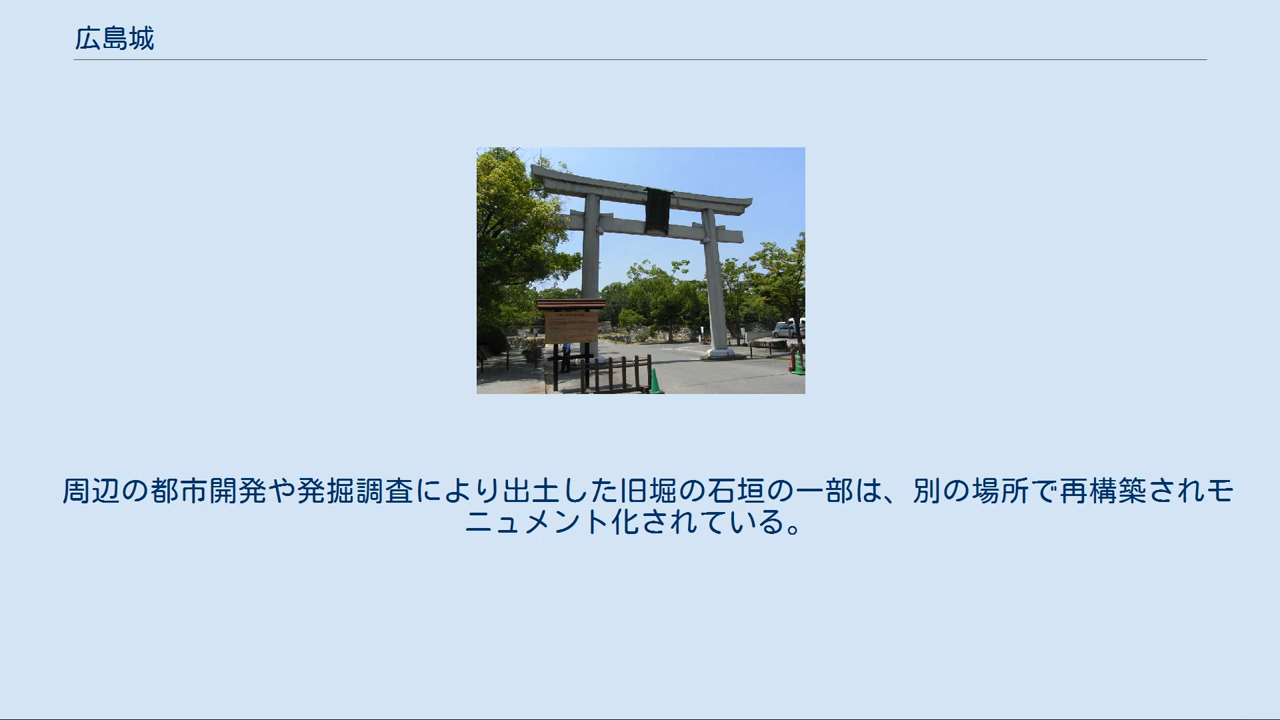 広島城
周辺の都市開発や発掘調査により出土した旧堀の石垣の一部は、別の場所で再構築されモ
ニュメント化されている。